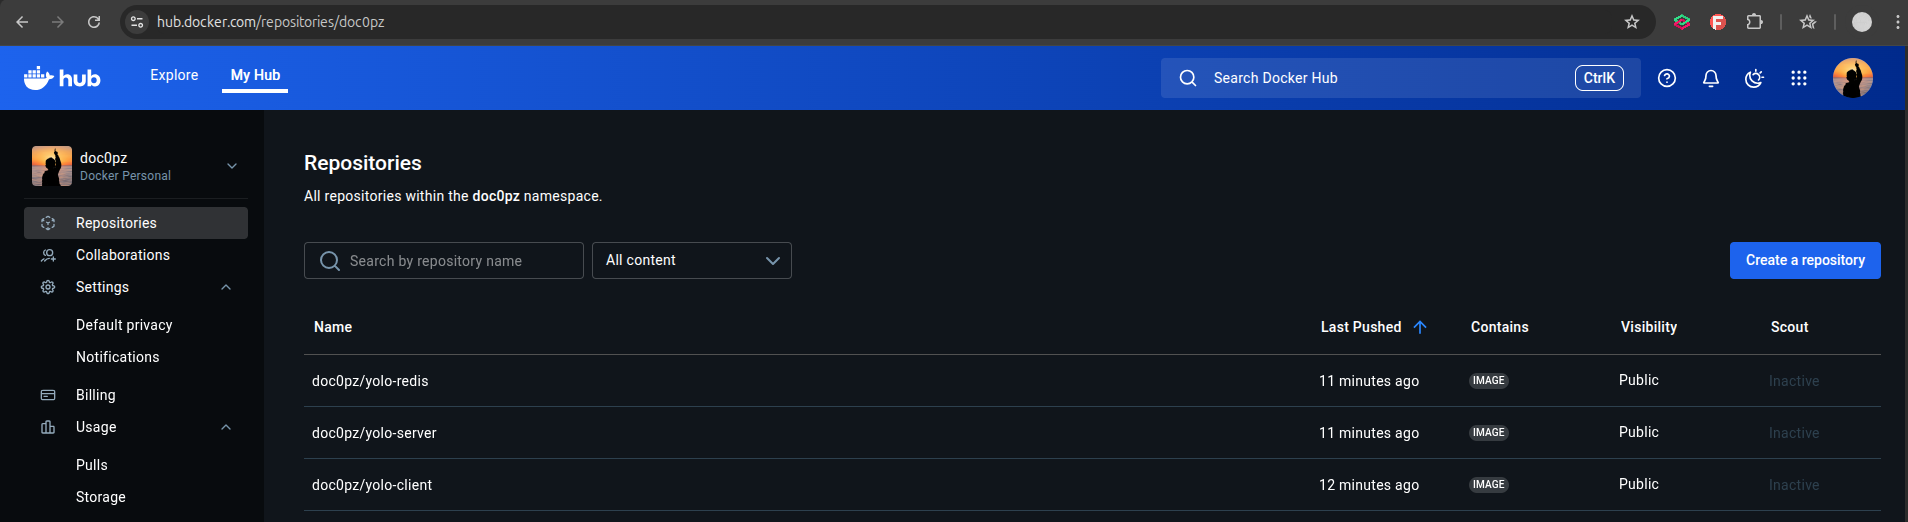 hub.docker.com/repositories/doc0pz
hub
Explore
My Hub
Search Docker Hub
CtrlK
doc0pz
Docker Personal
Repositories
Collaborations
Settings
Default privacy
Notifications
Billing
Usage
Pulls
Storage
Repositories
All repositories within the doc0pz namespace.
Search by repository name
All content
Create a repository
Name Last Pushed Contains Visibility Scout
doc0pz/yolo-redis 11 minutes ago IMAGE Public Inactive
doc0pz/yolo-server 11 minutes ago IMAGE Public Inactive
doc0pz/yolo-client 12 minutes ago IMAGE Public Inactive